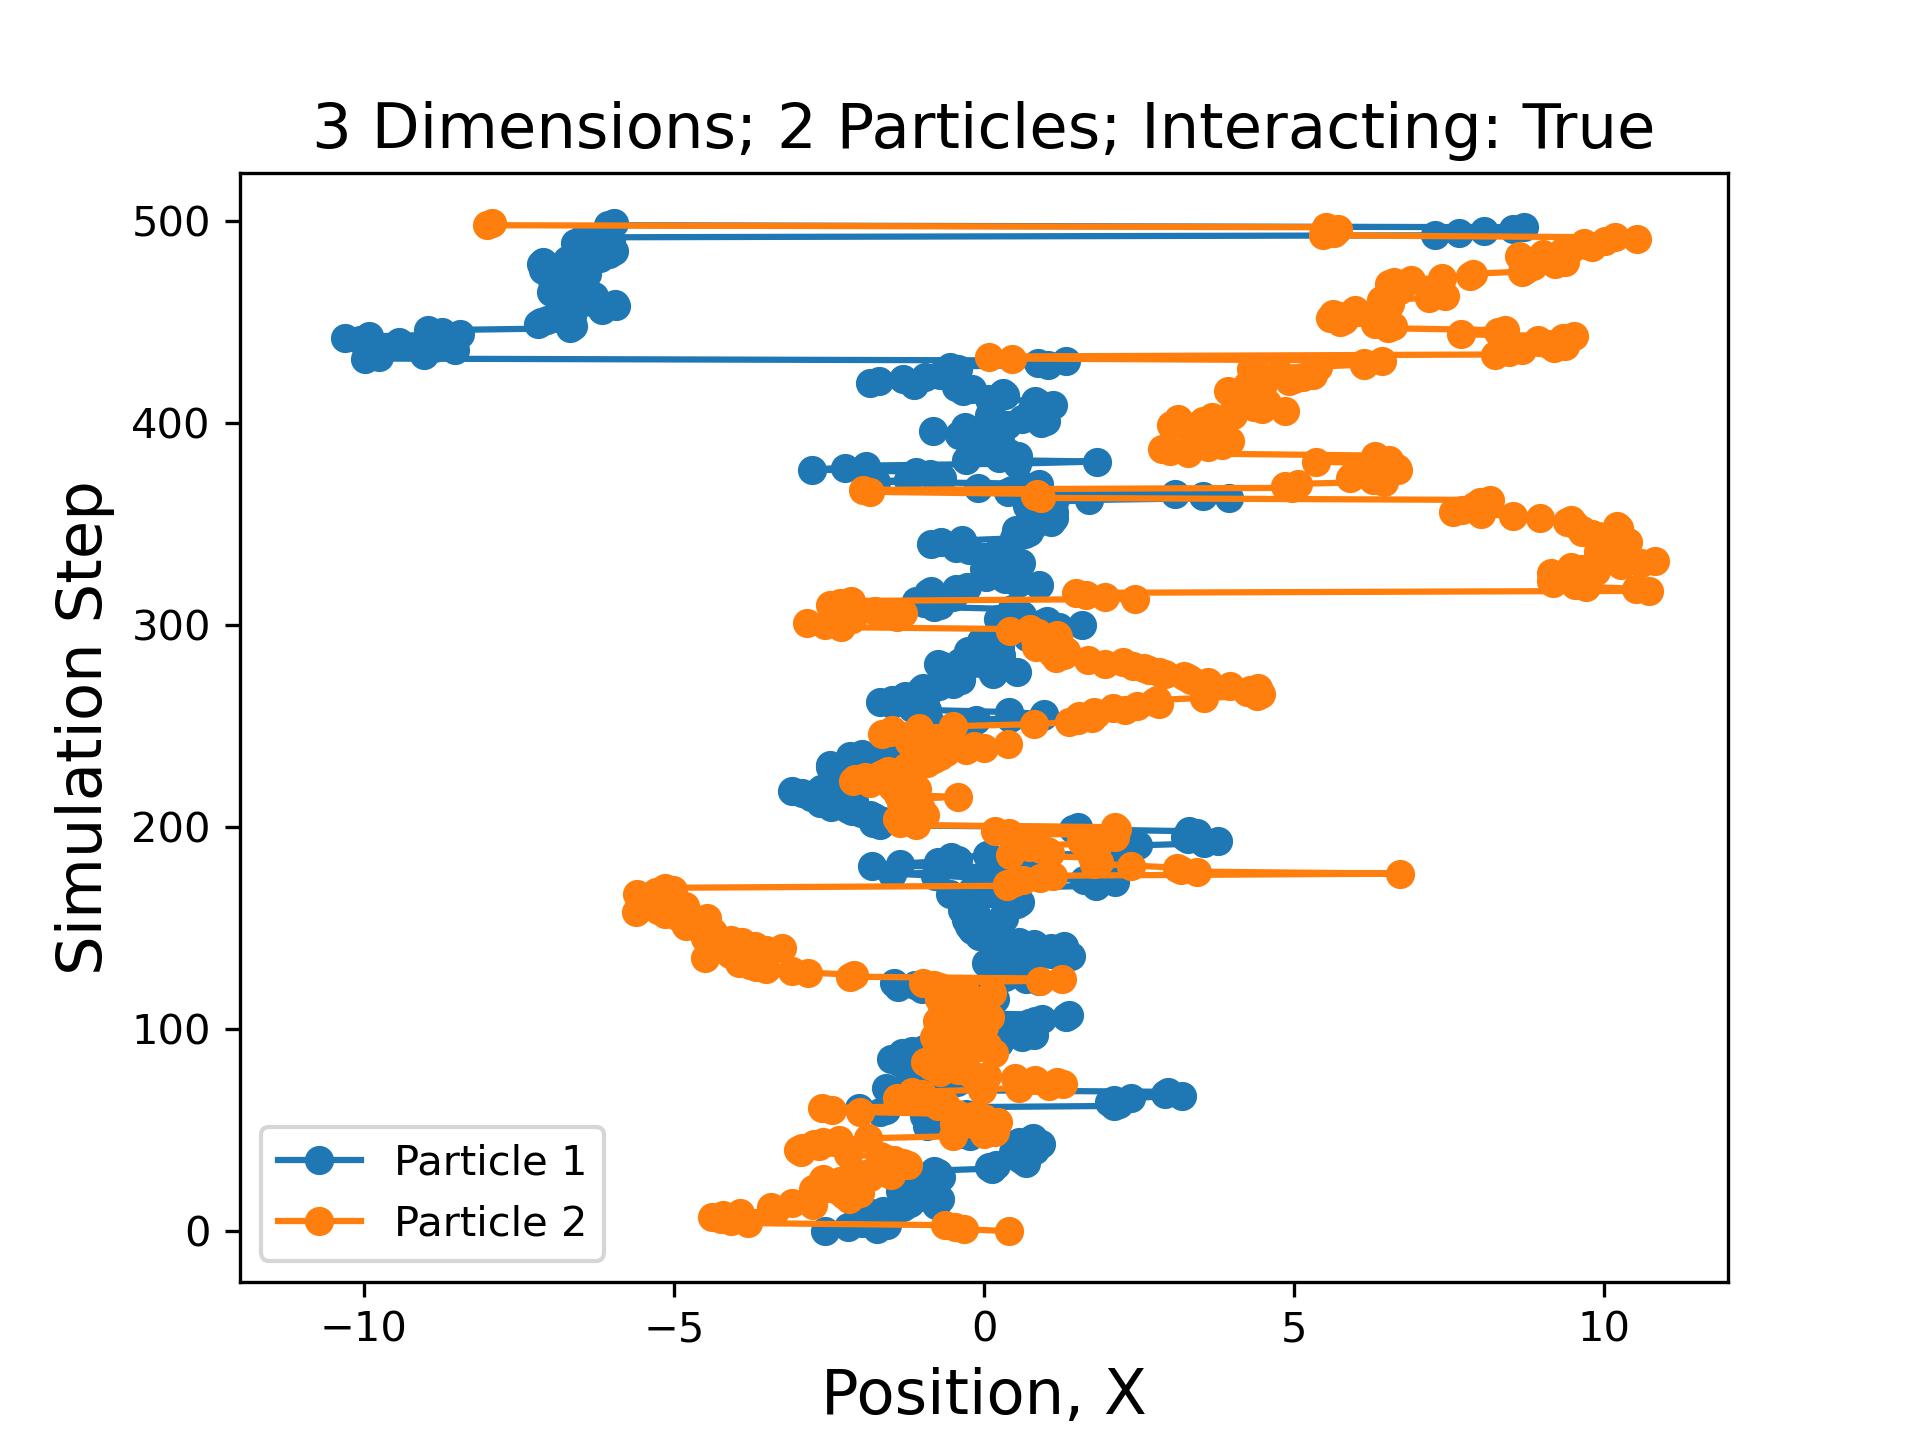 3 Dimensions; 2 Particles; Interacting: True
Simulation Step
500
400
300
200
100
0
Particle 1
Particle 2
−10
−5
0
5
10
Position, X